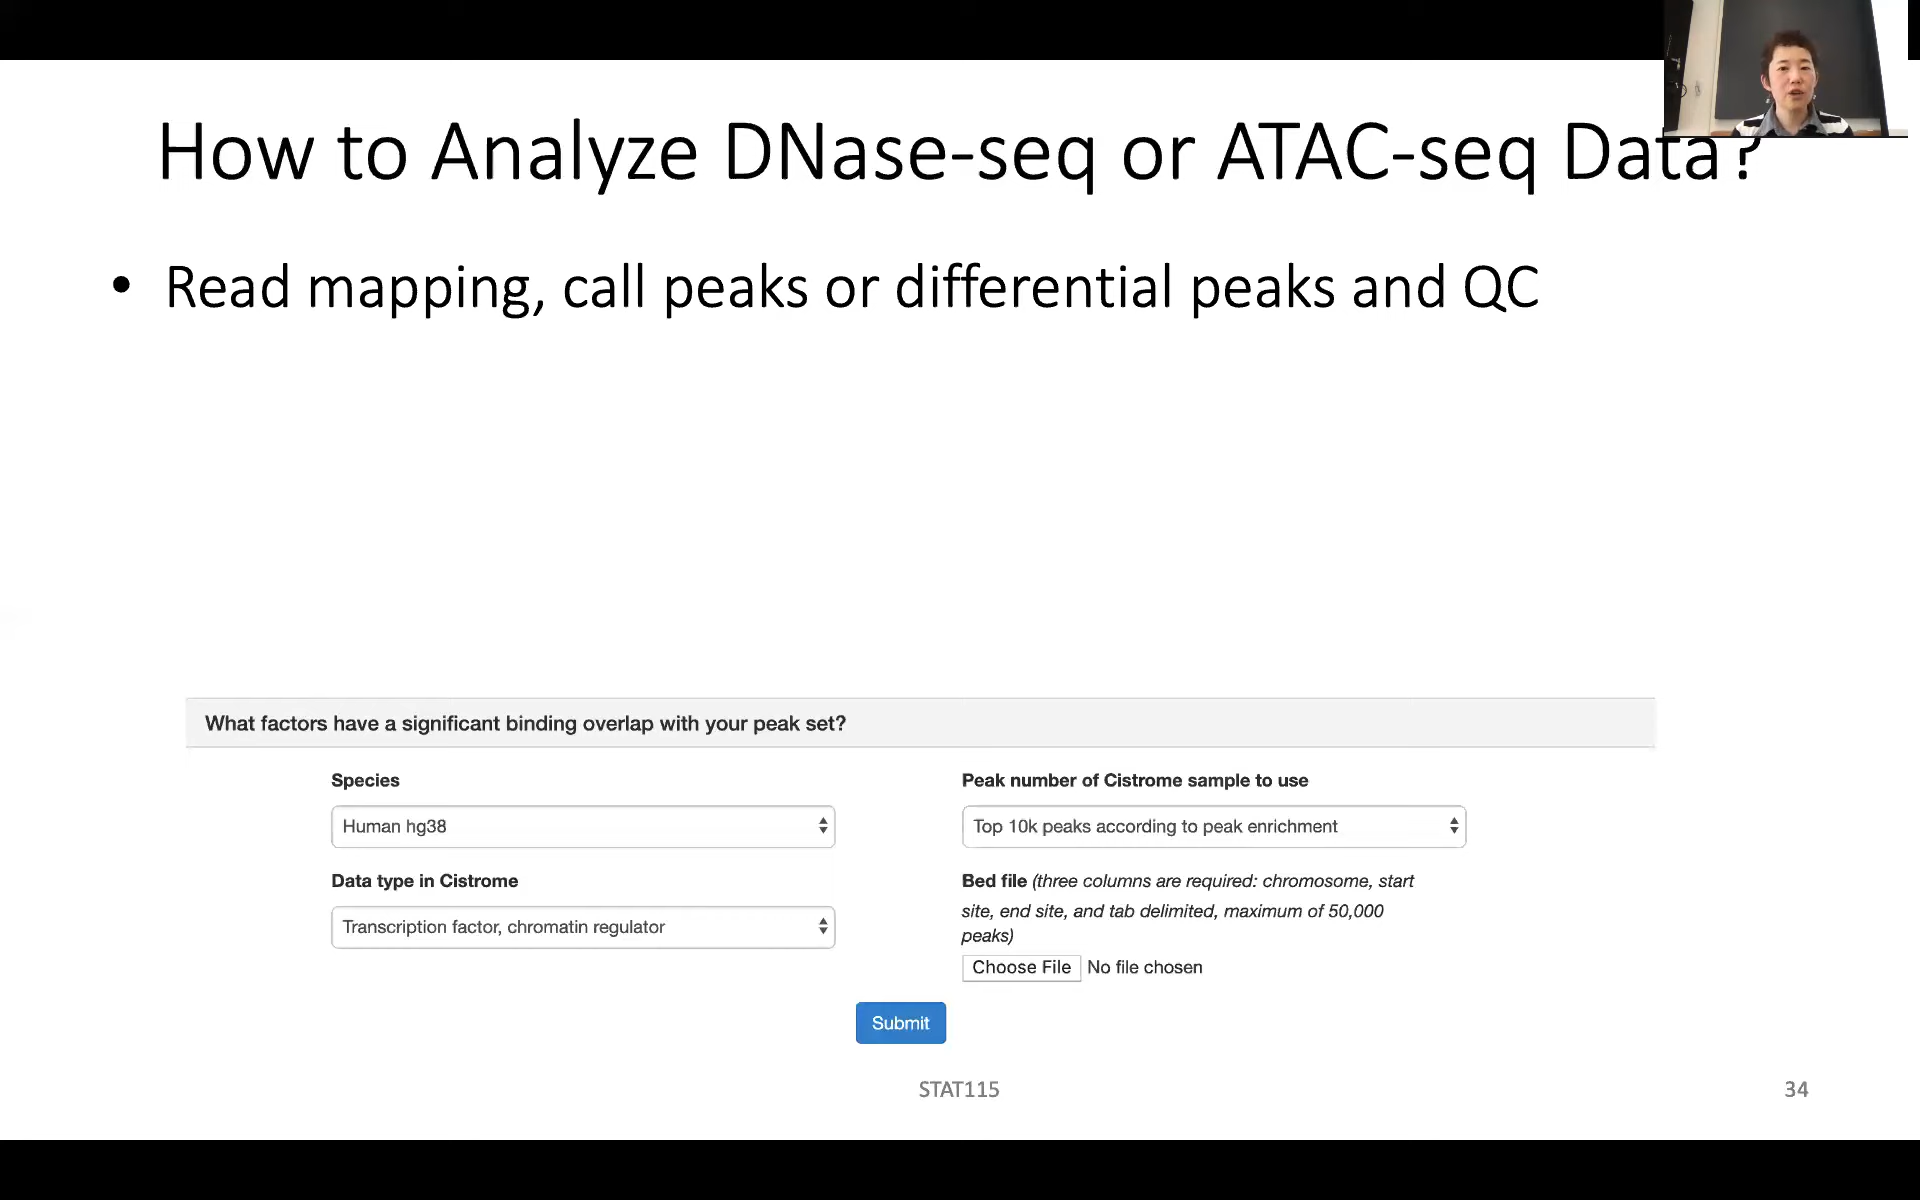 How to Analyze DNase-seq or ATAC-seq Data?
• Read mapping, call peaks or differential peaks and QC
What factors have a significant binding overlap with your peak set?
Species
Human hg38
Data type in Cistrome
Transcription factor, chromatin regulator
Peak number of Cistrome sample to use
Top 10k peaks according to peak enrichment
Bed file (three columns are required: chromosome, start
site, end site, and tab delimited, maximum of 50,000
peaks)
Choose File No file chosen
Submit
STAT115
34